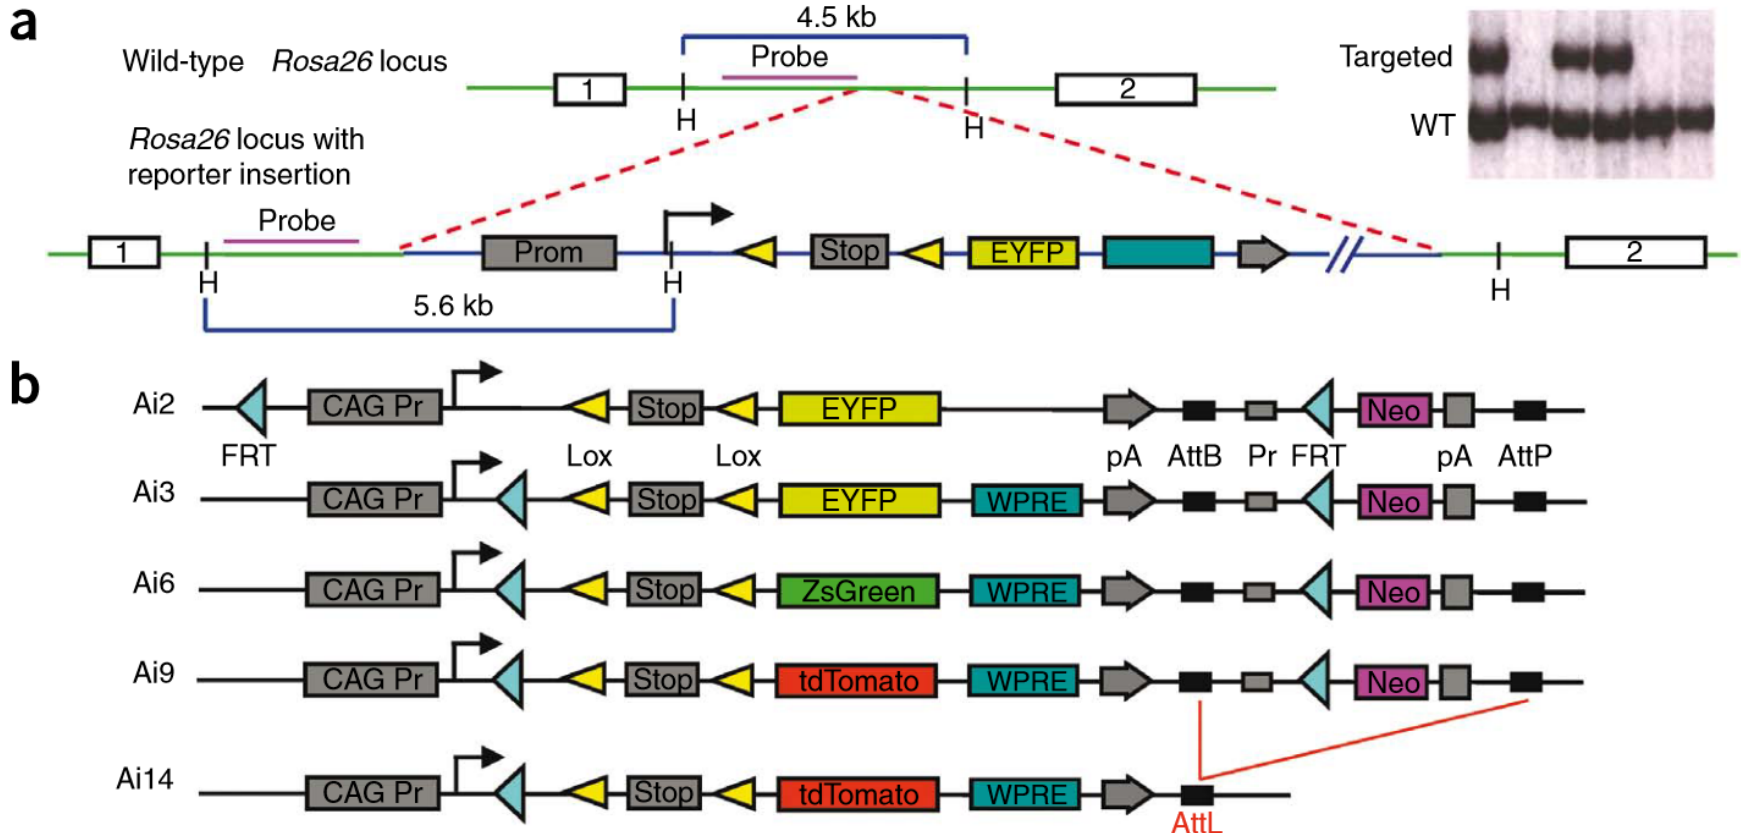 a
4.5 kb
Wild-type Rosa26 locus
Probe
1
2
H
H
Targeted
WT
Rosa26 locus with
reporter insertion
Probe
1
Prom
Stop
EYFP
2
H
H
H
5.6 kb
b
Ai2
CAG Pr
Stop
EYFP
Neo
FRT
Lox
Lox
pA
AttB
Pr
FRT
pA
AttP
Ai3
CAG Pr
Stop
EYFP
WPRE
Neo
Ai6
CAG Pr
Stop
ZsGreen
WPRE
Neo
Ai9
CAG Pr
Stop
tdTomato
WPRE
Neo
Ai14
CAG Pr
Stop
tdTomato
WPRE
AttL